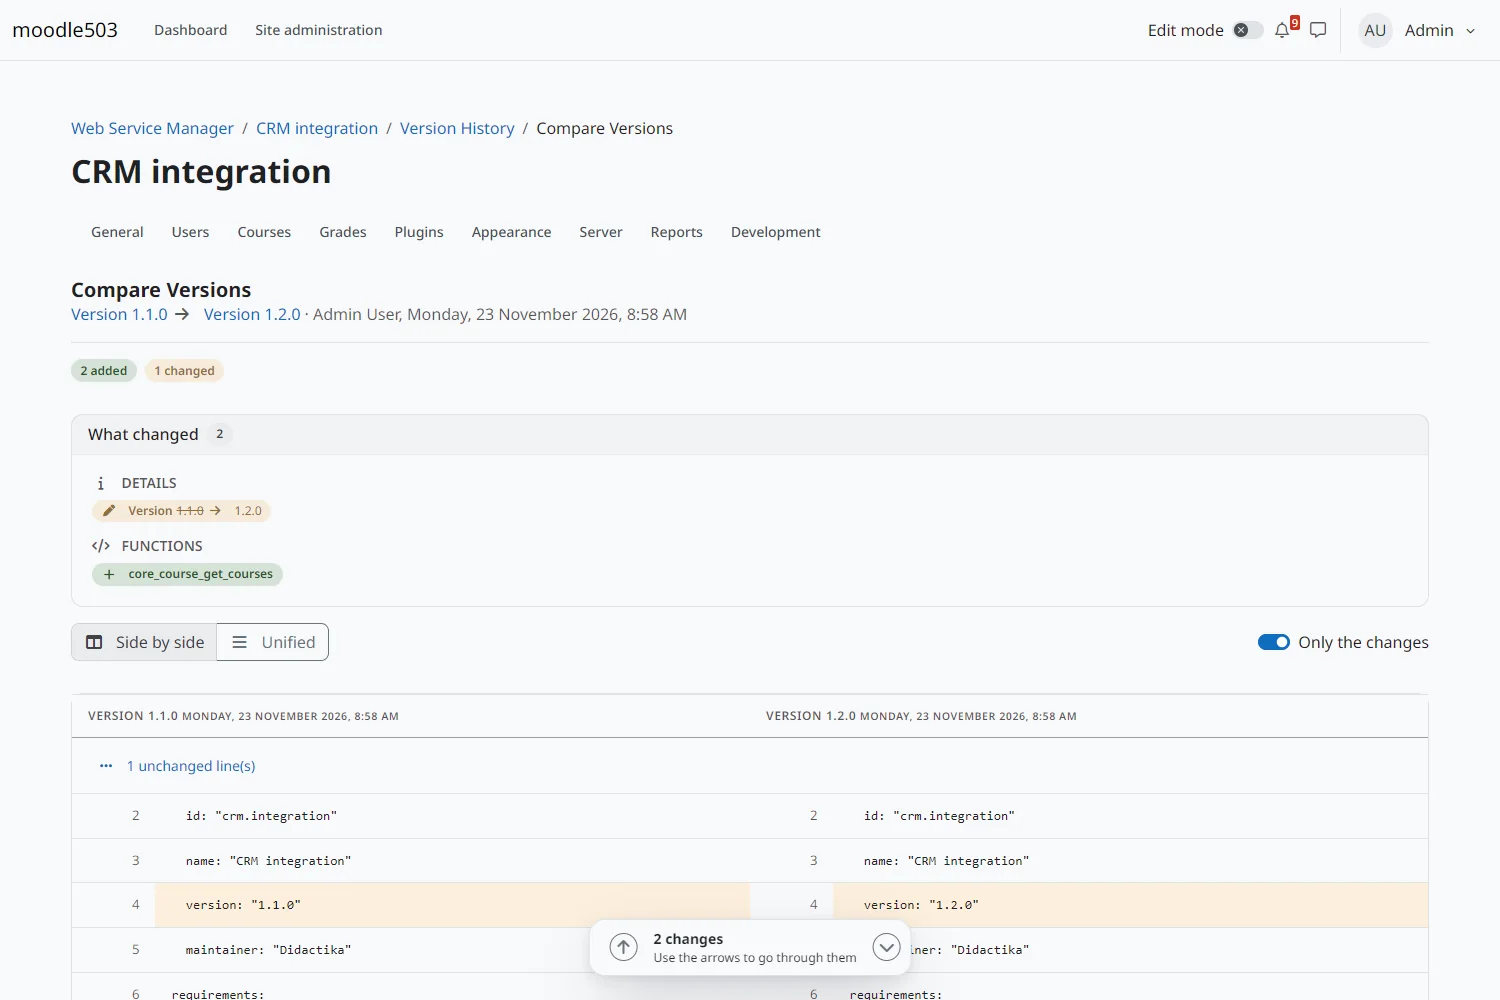 moodle503 Dashboard Site administration Edit mode 9 AU Admin
Web Service Manager / CRM integration / Version History / Compare Versions
CRM integration
General Users Courses Grades Plugins Appearance Server Reports Development
Compare Versions
Version 1.1.0 → Version 1.2.0 · Admin User, Monday, 23 November 2026, 8:58 AM
2 added 1 changed
What changed 2
DETAILS
Version 1.1.0 → 1.2.0
</> FUNCTIONS
+ core_course_get_courses
Side by side Unified Only the changes
VERSION 1.1.0 MONDAY, 23 NOVEMBER 2026, 8:58 AM VERSION 1.2.0 MONDAY, 23 NOVEMBER 2026, 8:58 AM
··· 1 unchanged line(s)
2 id: "crm.integration" 2 id: "crm.integration"
3 name: "CRM integration" 3 name: "CRM integration"
4 version: "1.1.0" 4 version: "1.2.0"
2 changes
5 maintainer: "Didactika" iner: "Didactika"
Use the arrows to go through them
6 requirements: 6 requirements: